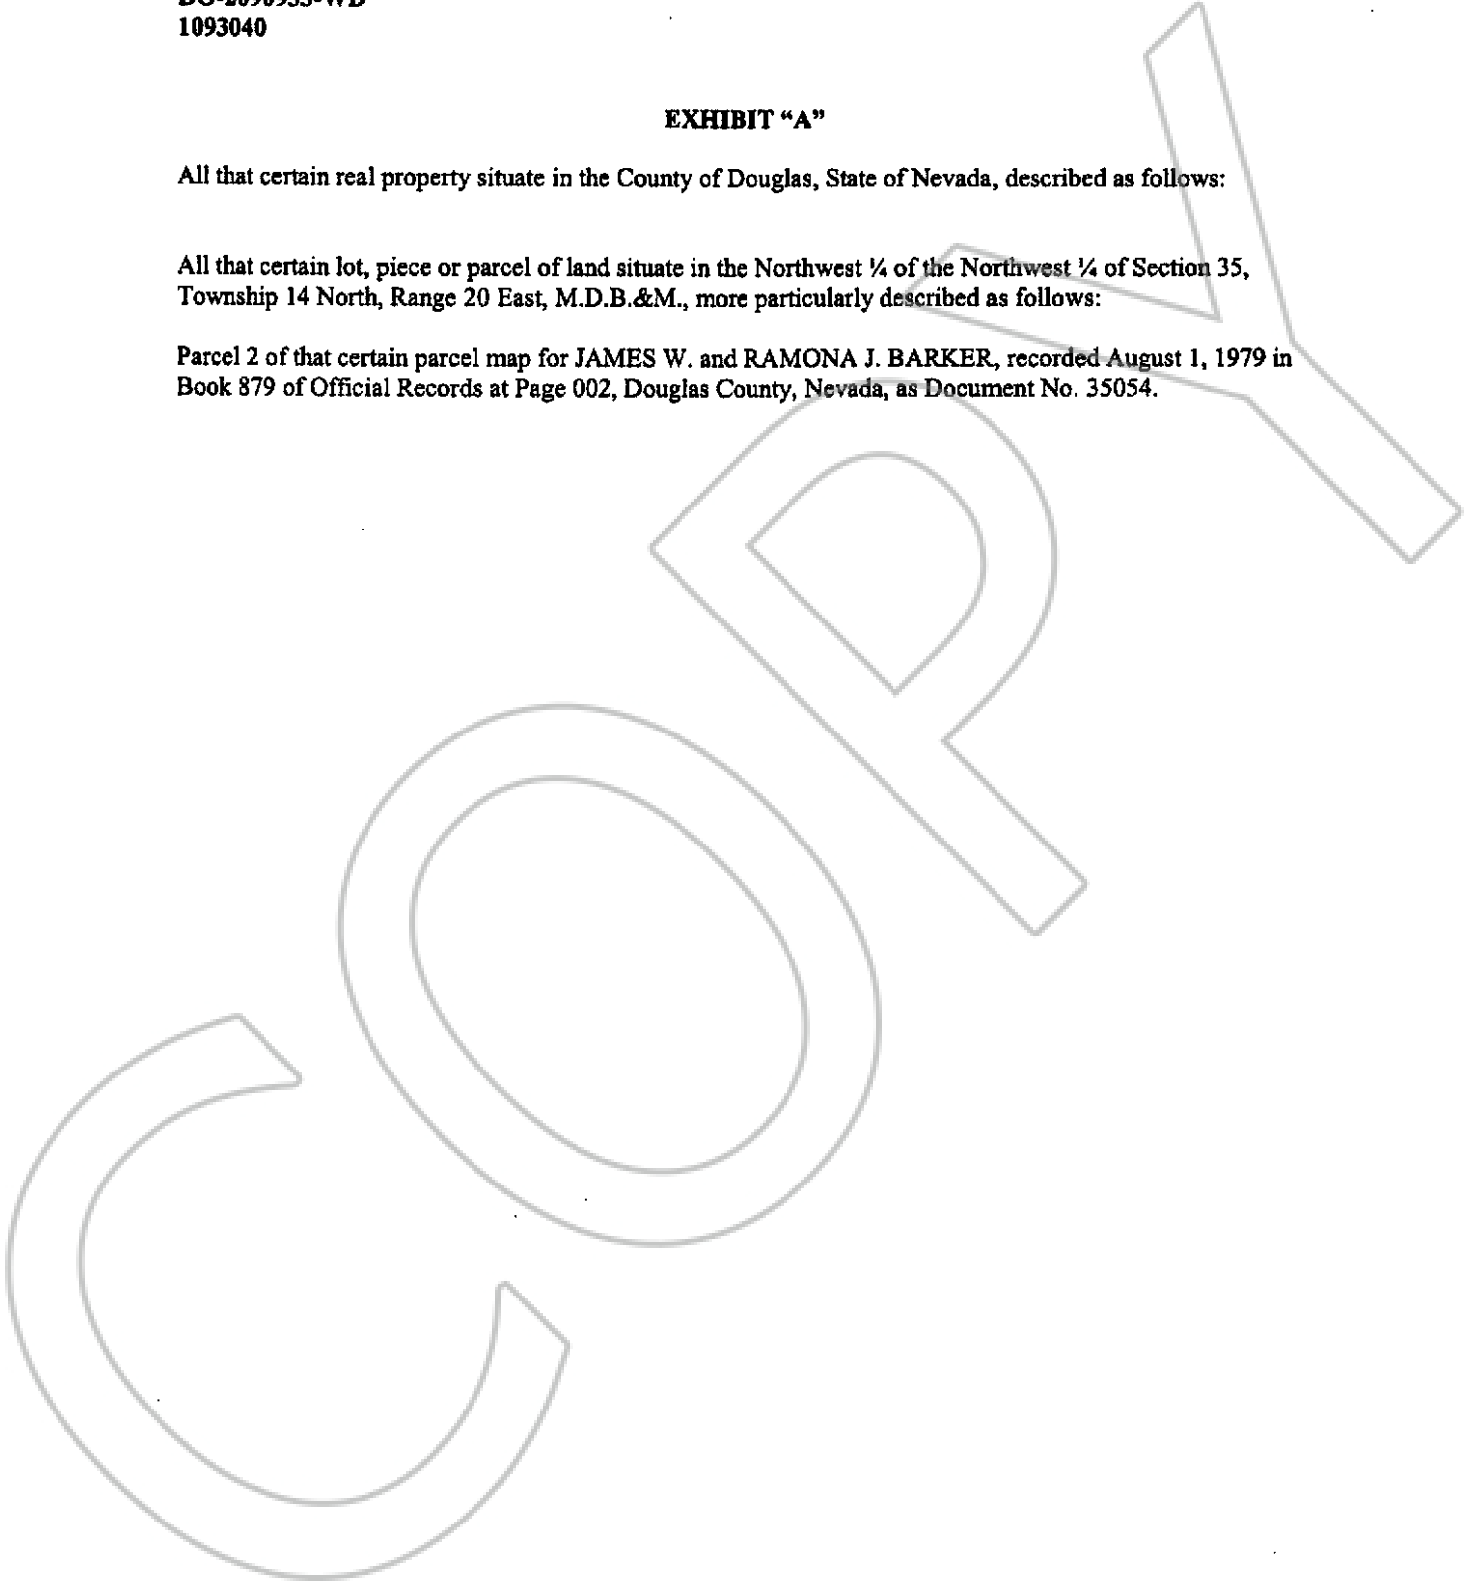 1093040
EXHIBIT “A”
All that certain real property situate in the County of Douglas, State of Nevada, described as follows:
All that certain lot, piece or parcel of land situate in the Northwest ¼ of the Northwest ¼ of Section 35,
Township 14 North, Range 20 East, M.D.B.&M., more particularly described as follows:
Parcel 2 of that certain parcel map for JAMES W. and RAMONA J. BARKER, recorded August 1, 1979 in
Book 879 of Official Records at Page 002, Douglas County, Nevada, as Document No. 35054.
COPY